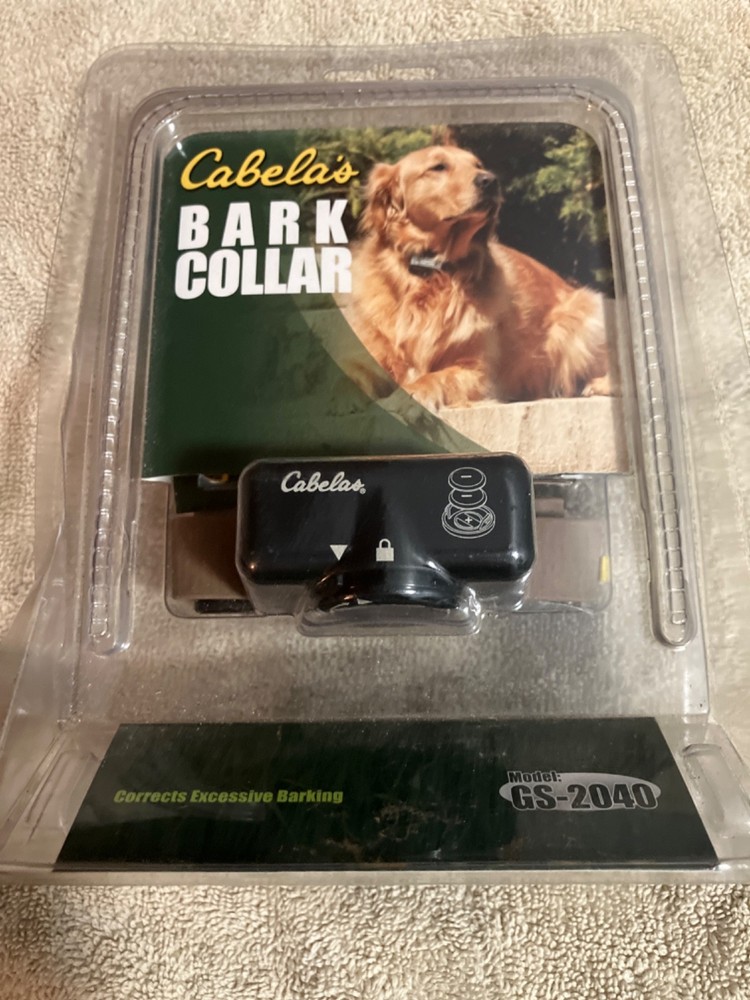 Cabela's
BARK
COLLAR
Cabelas®
Corrects Excessive Barking
Model:
GS-2040